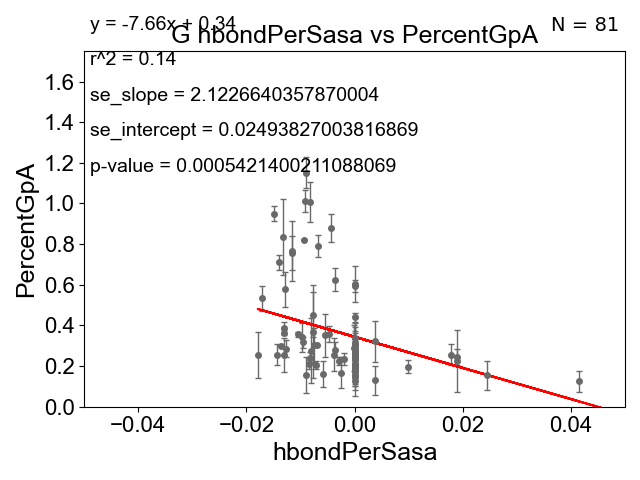 y = -7.66x + 0.34
N = 81
G hbondPerSasa vs PercentGpA
r^2 = 0.14
se_slope = 2.1226640357870004
se_intercept = 0.02493827003816869
p-value = 0.0005421400211088069
PercentGpA
1.6
1.4
1.2
1.0
0.8
0.6
0.4
0.2
0.0
−0.04 −0.02 0.00 0.02 0.04
hbondPerSasa